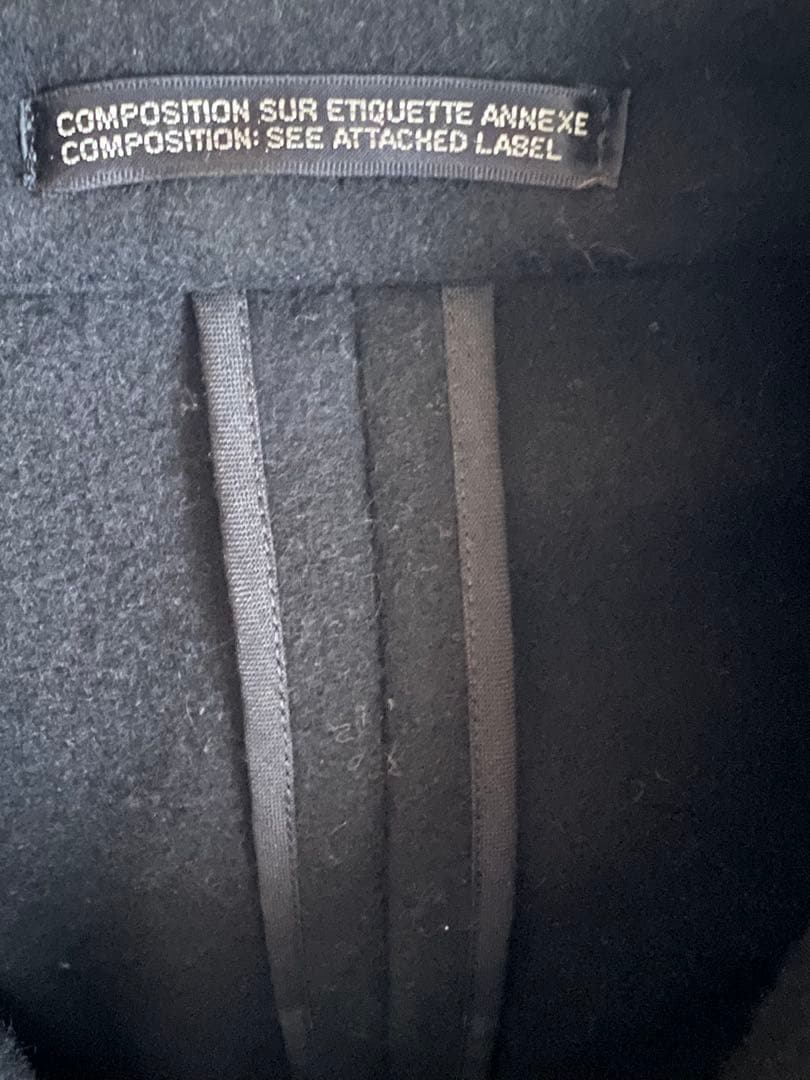 COMPOSITION SUR ETIQUETTE ANNEXE
COMPOSITION: SEE ATTACHED LABEL